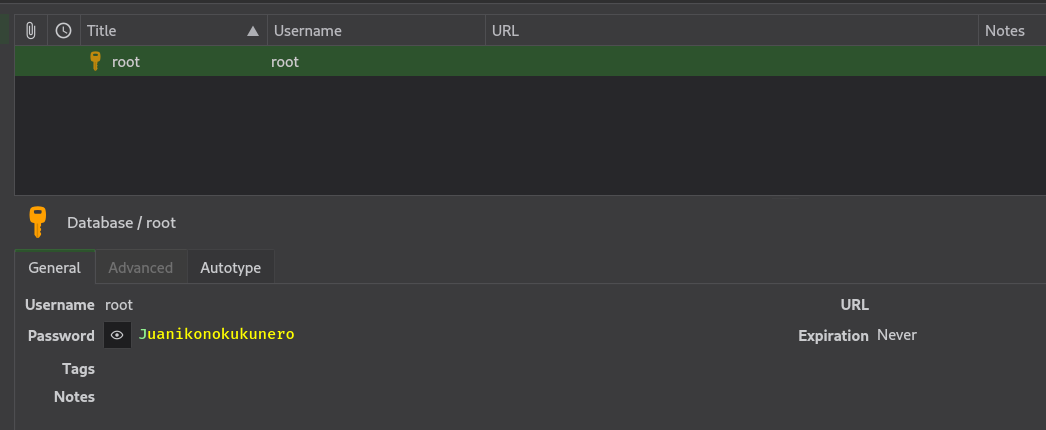 Title Username URL Notes
root root
Database / root
General Advanced Autotype
Username root URL
Password Juanikonokukunero Expiration Never
Tags
Notes